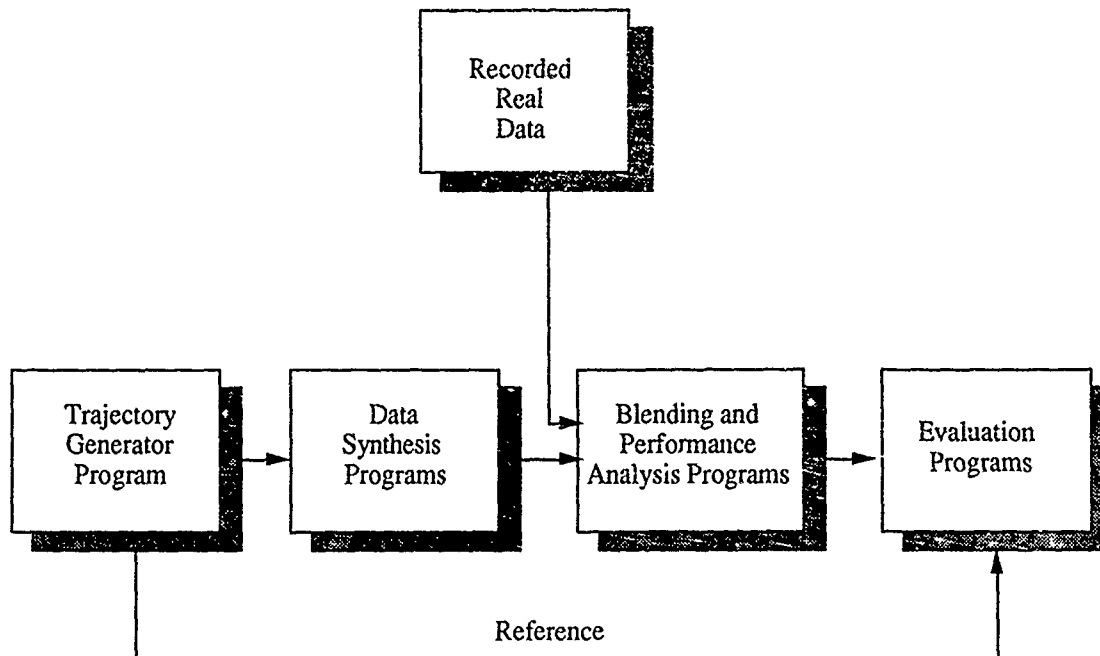 Recorded
Real
Data
Trajectory
Generator
Program
Data
Synthesis
Programs
Blending and
Performance
Analysis Programs
Evaluation
Programs
Reference